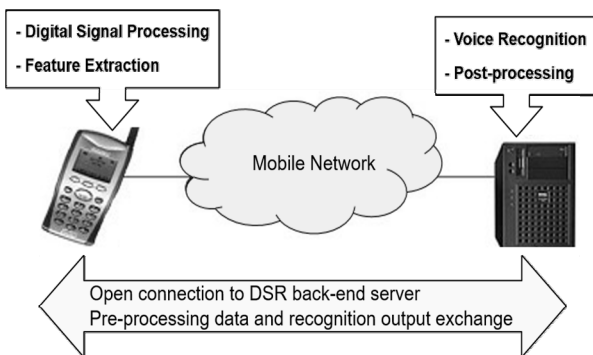 - Digital Signal Processing
- Feature Extraction
- Voice Recognition
- Post-processing
Mobile Network
Open connection to DSR back-end server
Pre-processing data and recognition output exchange